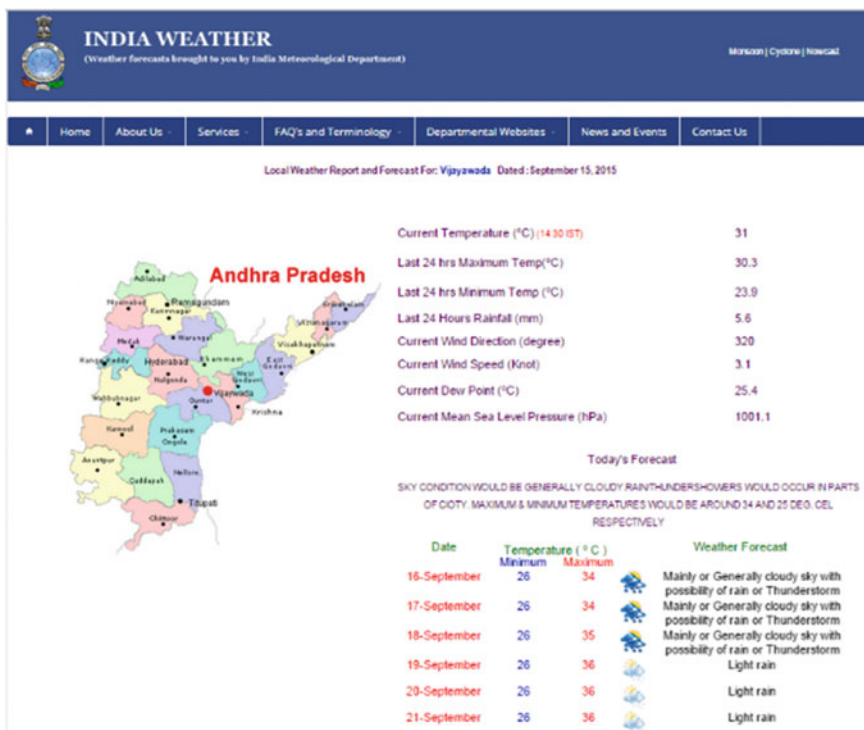 INDIA WEATHER
(Weather forecasts brought to you by India Meteorological Department)
Monsoon | Cyclone | Nowcast
Home About Us Services FAQ's and Terminology Departmental Websites News and Events Contact Us
Local Weather Report and Forecast For: Vijayawada Dated : September 15, 2015
Andhra Pradesh
Adilabad
Nizamabad
Ramagundam
Karimnagar
Medak
Warangal
Ranga Reddy
Hyderabad
Khammam
Nalgonda
Mahbubnagar
Srikakulam
Vizianagaram
Visakhapatnam
East Godavari
West Godavari
Vijaywada
Krishna
Guntur
Kurnool
Prakasam
Ongole
Anantpur
Cuddapah
Nellore
Tirupati
Chittoor
Current Temperature (°C) (14:30 IST) 31
Last 24 hrs Maximum Temp(°C) 30.3
Last 24 hrs Minimum Temp (°C) 23.9
Last 24 Hours Rainfall (mm) 5.6
Current Wind Direction (degree) 320
Current Wind Speed (Knot) 3.1
Current Dew Point (°C) 25.4
Current Mean Sea Level Pressure (hPa) 1001.1
Today's Forecast
SKY CONDITION WOULD BE GENERALLY CLOUDY. RAIN/THUNDERSHOWERS WOULD OCCUR IN PARTS
OF CIOTY. MAXIMUM & MINIMUM TEMPERATURES WOULD BE AROUND 34 AND 25 DEG. CEL
RESPECTIVELY
Date Temperature ( ° C ) Weather Forecast
Minimum Maximum
16-September 26 34 Mainly or Generally cloudy sky with
possibility of rain or Thunderstorm
17-September 26 34 Mainly or Generally cloudy sky with
possibility of rain or Thunderstorm
18-September 26 35 Mainly or Generally cloudy sky with
possibility of rain or Thunderstorm
19-September 26 36 Light rain
20-September 26 36 Light rain
21-September 26 36 Light rain